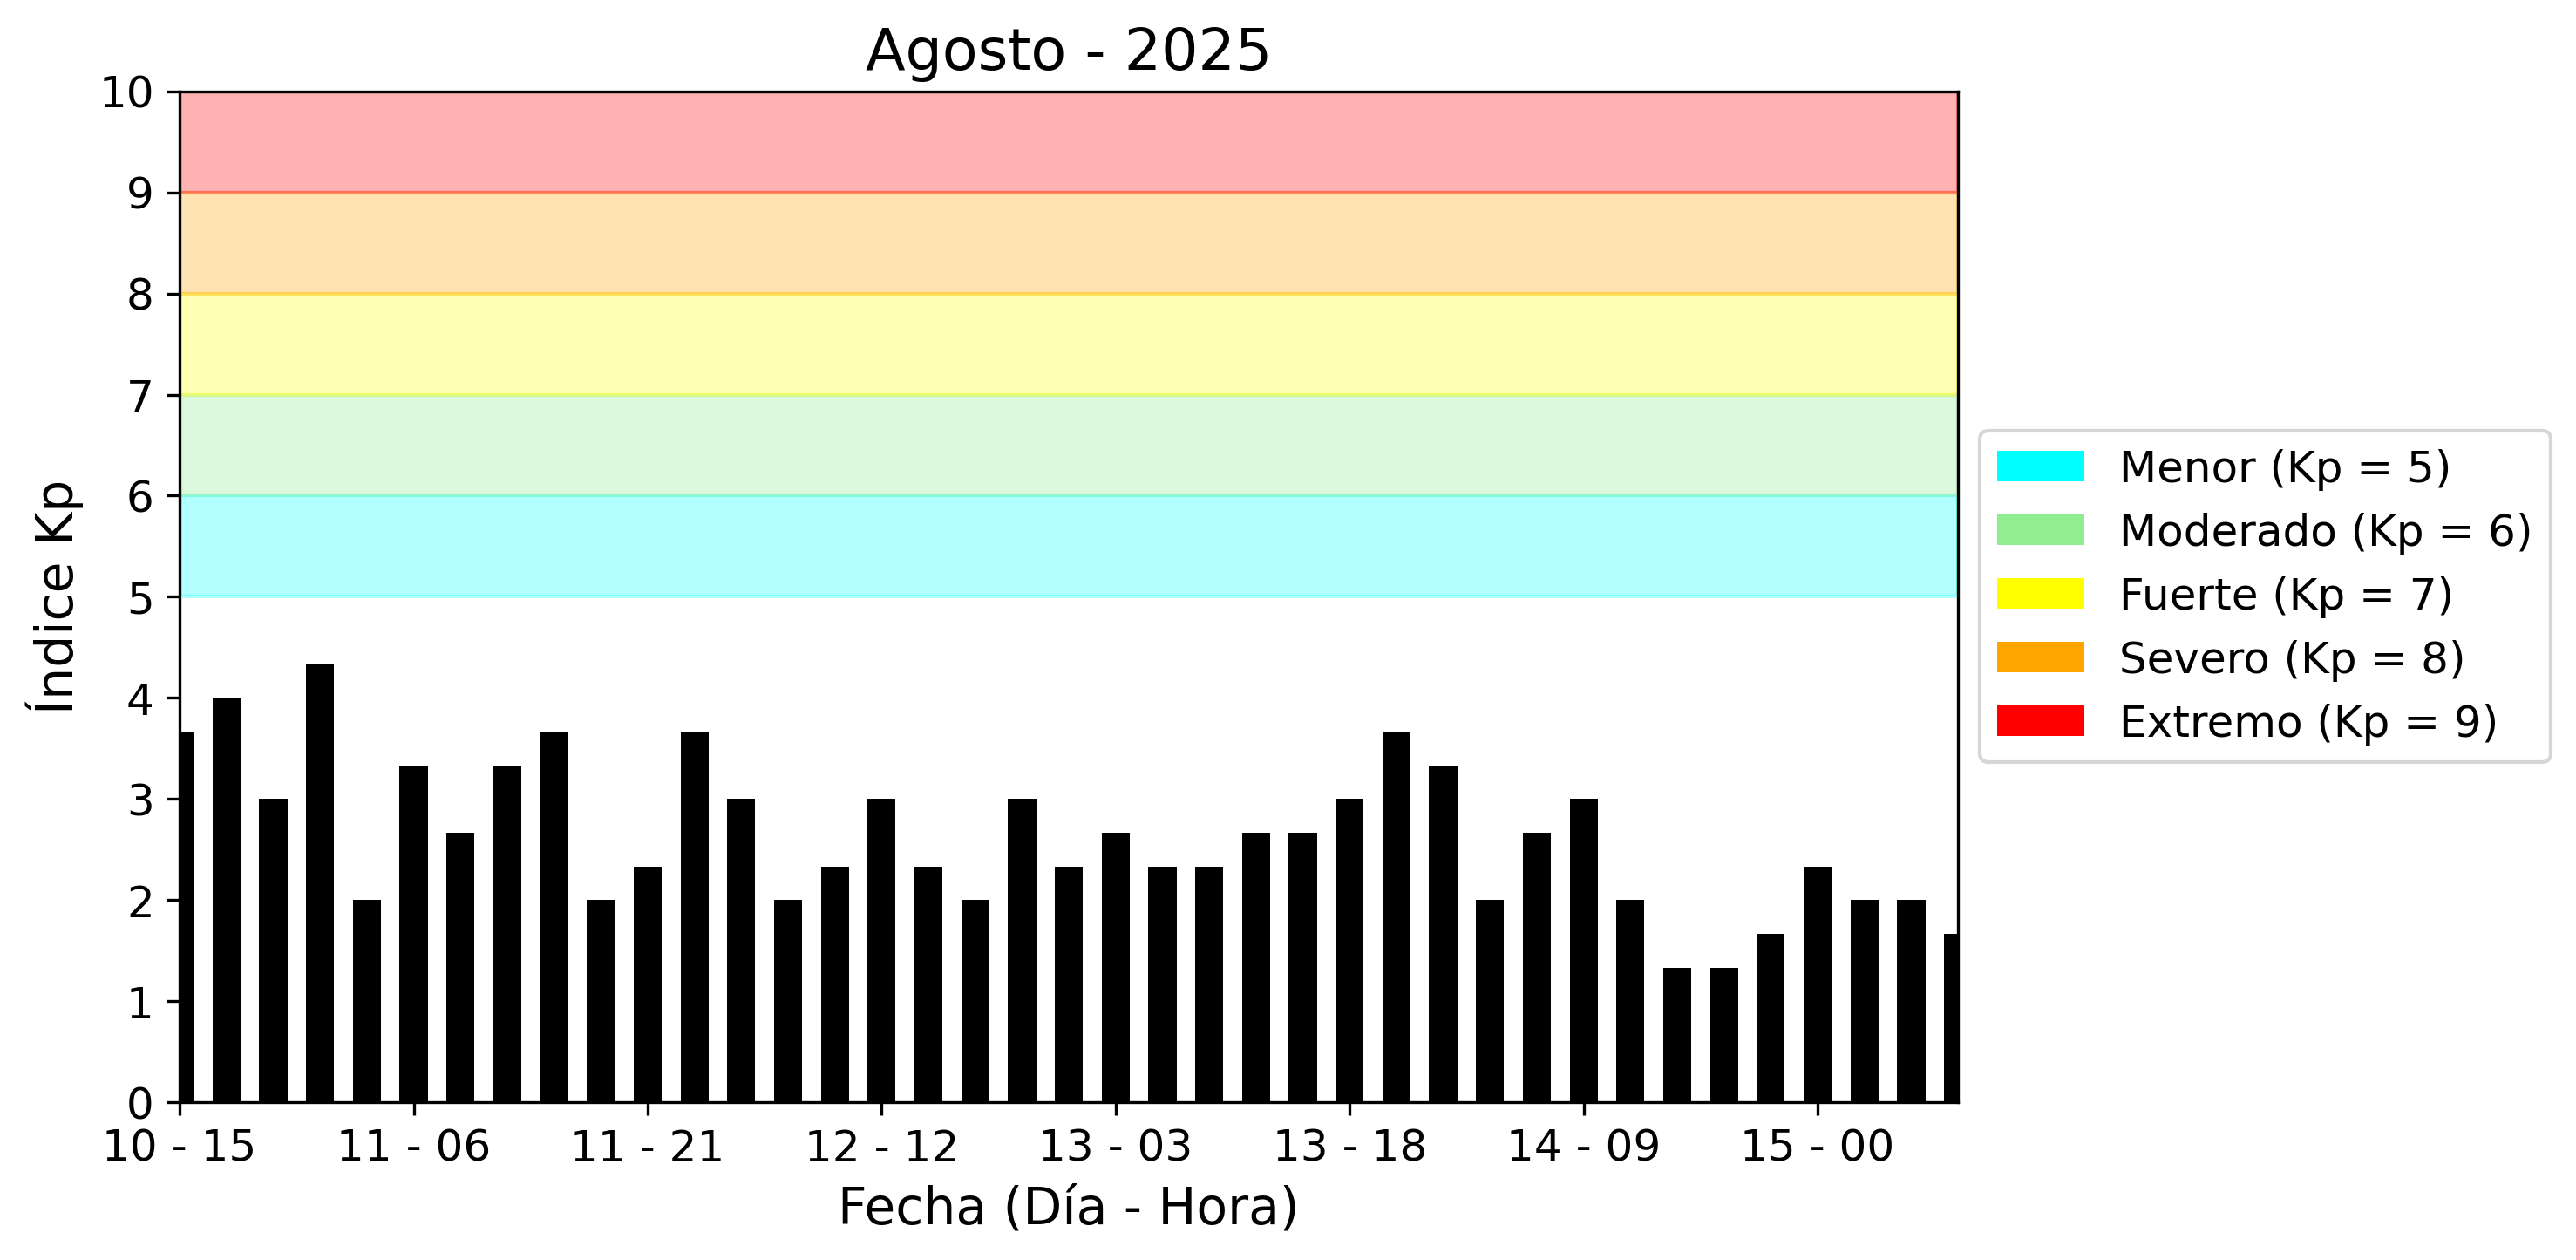 Agosto - 2025
Índice Kp
10
9
8
7
6
5
4
3
2
1
0
10 - 15
11 - 06
11 - 21
12 - 12
13 - 03
13 - 18
14 - 09
15 - 00
Fecha (Día - Hora)
Menor (Kp = 5)
Moderado (Kp = 6)
Fuerte (Kp = 7)
Severo (Kp = 8)
Extremo (Kp = 9)